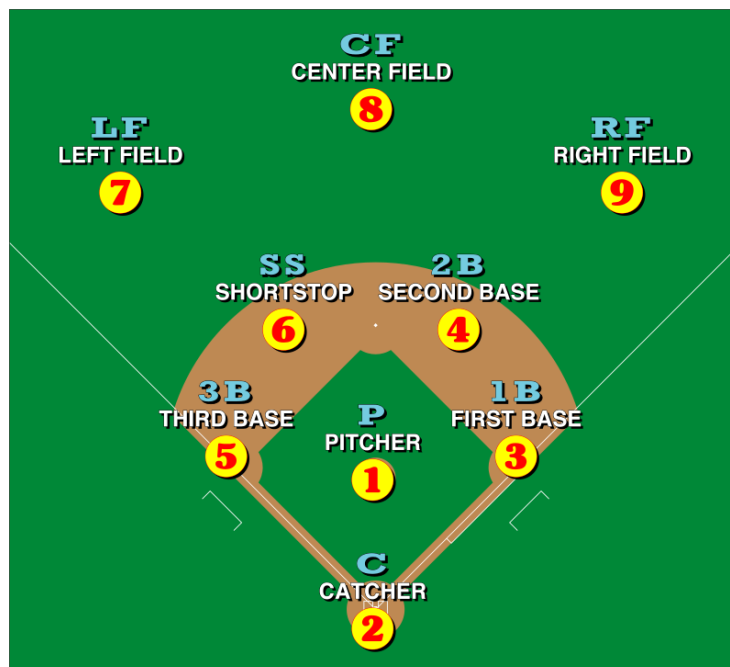 CF
CENTER FIELD
8
LF
LEFT FIELD
7
RF
RIGHT FIELD
9
SS
SHORTSTOP
6
2B
SECOND BASE
4
3B
THIRD BASE
5
P
PITCHER
1
1B
FIRST BASE
3
C
CATCHER
2